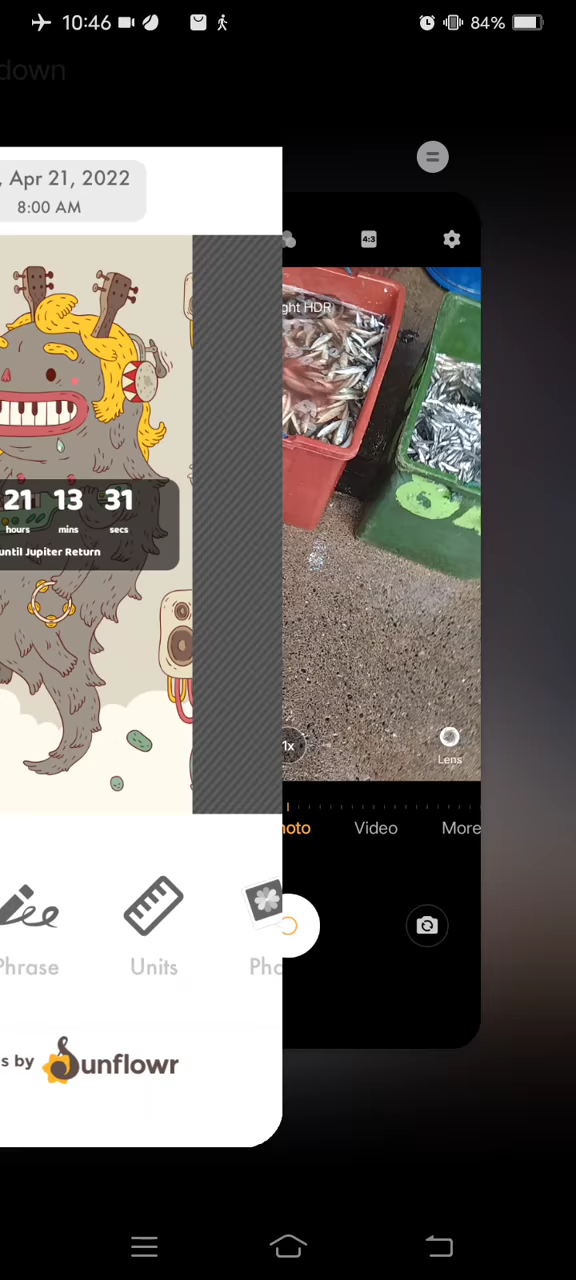 10:46
84%
down
, Apr 21, 2022
8:00 AM
4:3
ght HDR
21 13 31
hours mins secs
until Jupiter Return
1x
Lens
hoto Video More
Phrase Units Pho
s by Sunflowr